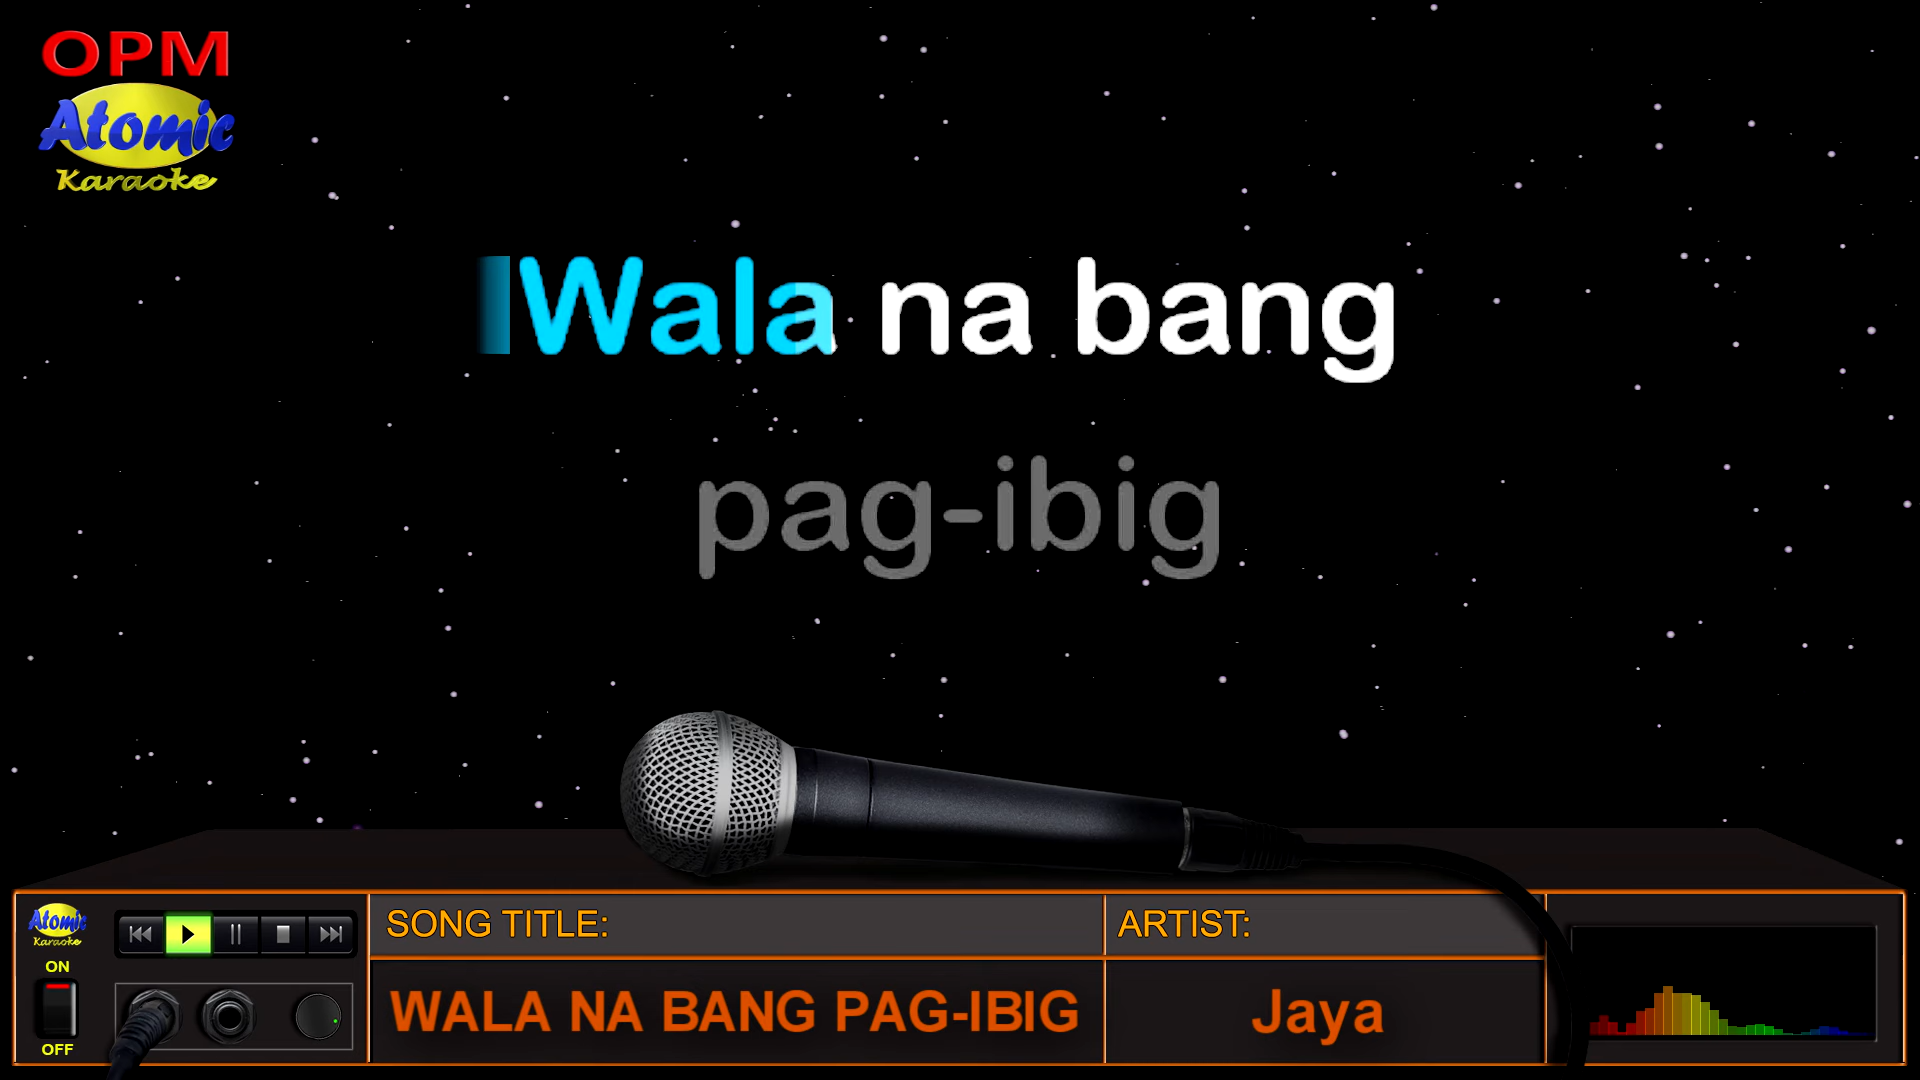 OPM
Atomic
Karaoke
Wala na bang
pag-ibig
Atomic
Karaoke
ON
OFF
SONG TITLE:
ARTIST:
WALA NA BANG PAG-IBIG
Jaya